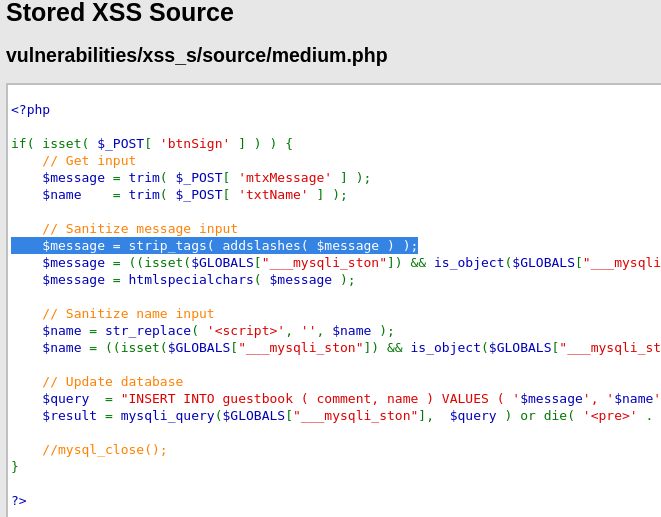 Stored XSS Source
vulnerabilities/xss_s/source/medium.php
<?php
if( isset( $_POST[ 'btnSign' ] ) ) {
    // Get input
    $message = trim( $_POST[ 'mtxMessage' ] );
    $name    = trim( $_POST[ 'txtName' ] );
    // Sanitize message input
    $message = strip_tags( addslashes( $message ) );
    $message = ((isset($GLOBALS["___mysqli_ston"]) && is_object($GLOBALS["___mysqli
    $message = htmlspecialchars( $message );
    // Sanitize name input
    $name = str_replace( '<script>', '', $name );
    $name = ((isset($GLOBALS["___mysqli_ston"]) && is_object($GLOBALS["___mysqli_st
    // Update database
    $query  = "INSERT INTO guestbook ( comment, name ) VALUES ( '$message', '$name'
    $result = mysqli_query($GLOBALS["___mysqli_ston"],  $query ) or die( '<pre>' .
    //mysql_close();
}
?>